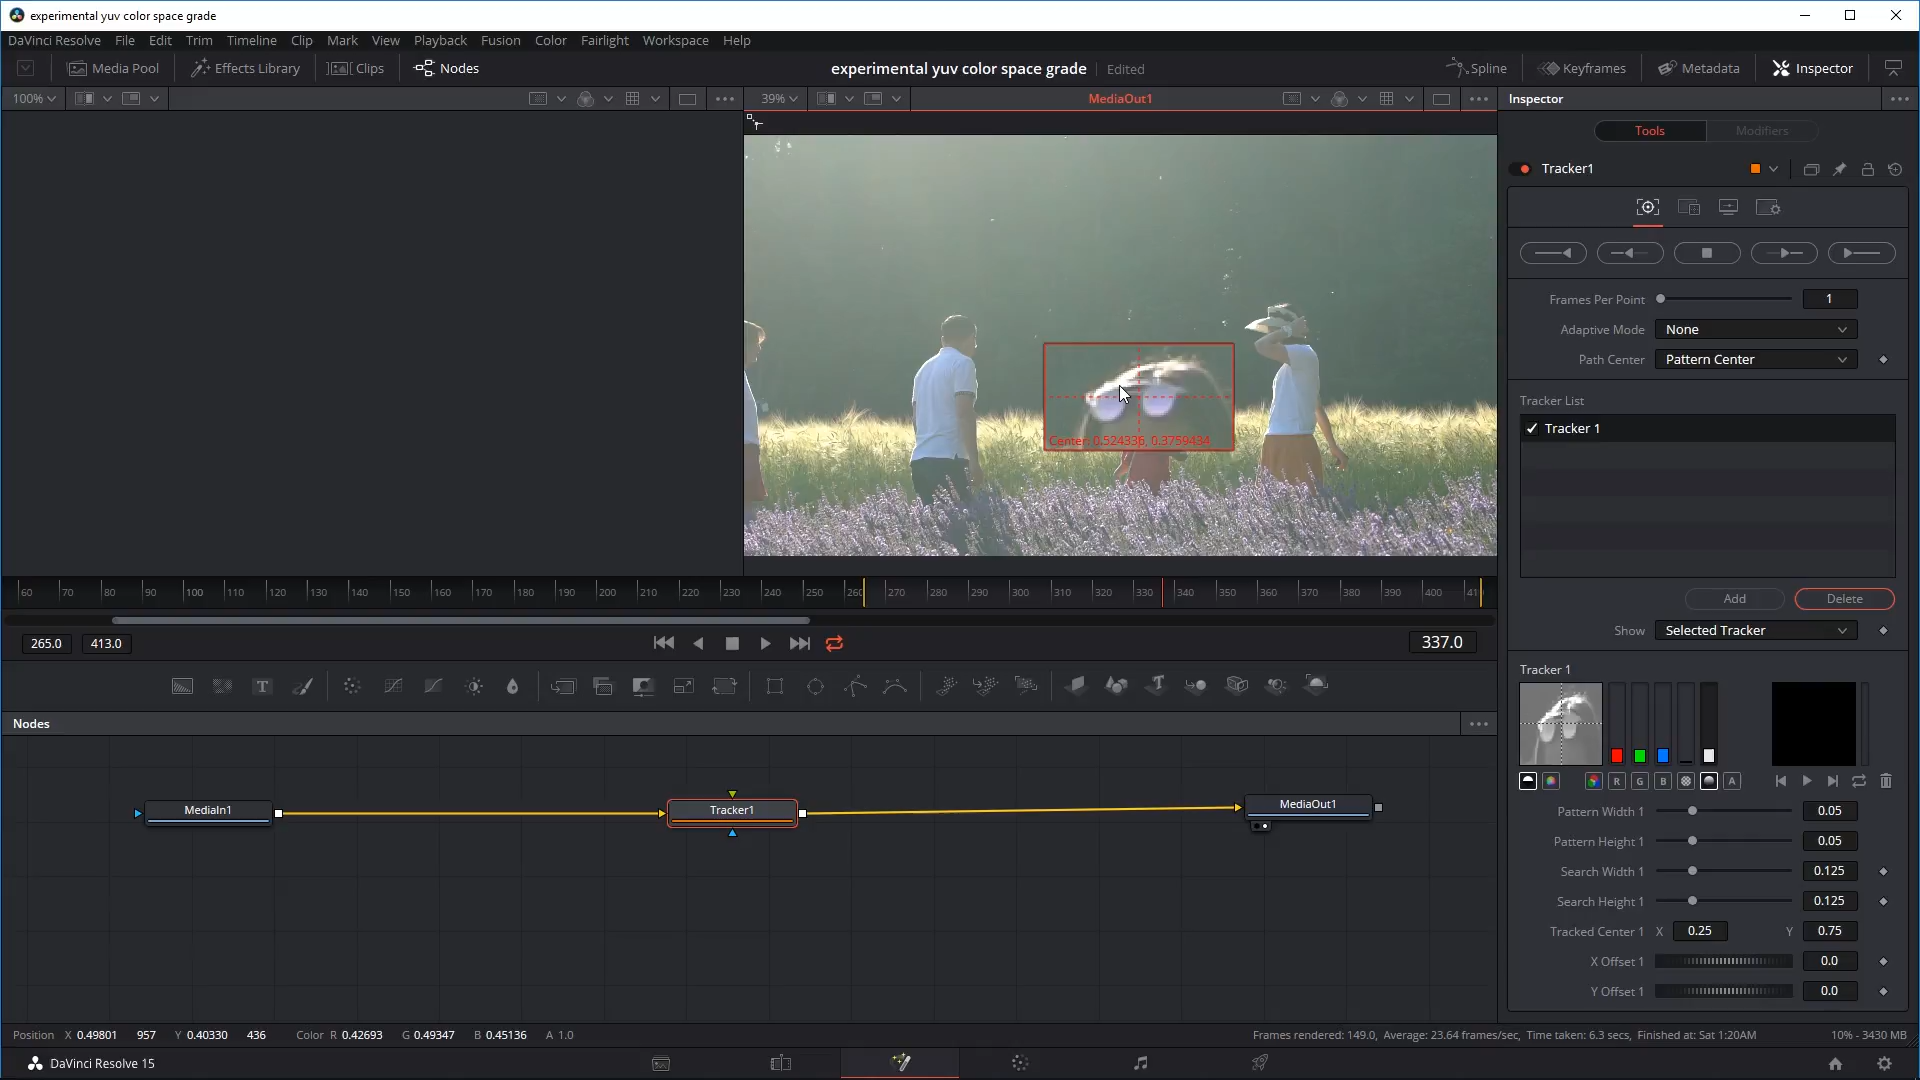 experimental yuv color space grade
DaVinci Resolve File Edit Trim Timeline Clip Mark View Playback Fusion Color Fairlight Workspace Help
Media Pool Effects Library Clips Nodes experimental yuv color space grade Edited Spline Keyframes Metadata Inspector
100% 39% MediaOut1 Inspector
Tools Modifiers
Tracker1
Frames Per Point 1
Adaptive Mode None
Path Center Pattern Center
Tracker List
Tracker 1
Center: 0.524336, 0.3759434
60 70 80 90 100 110 120 130 140 150 160 170 180 190 200 210 220 230 240 250 260 270 280 290 300 310 320 330 340 350 360 370 380 390 400 41
Add Delete
Show Selected Tracker
265.0 413.0 337.0
Tracker 1
T T
Nodes
R G B A
MediaIn1 Tracker1 MediaOut1
Pattern Width 1 0.05
Pattern Height 1 0.05
Search Width 1 0.125
Search Height 1 0.125
Tracked Center 1 X 0.25 Y 0.75
X Offset 1 0.0
Y Offset 1 0.0
Position X 0.49801 957 Y 0.40330 436 Color R 0.42693 G 0.49347 B 0.45136 A 1.0 Frames rendered: 149.0, Average: 23.64 frames/sec, Time taken: 6.3 secs, Finished at: Sat 1:20AM 10% - 3430 MB
DaVinci Resolve 15